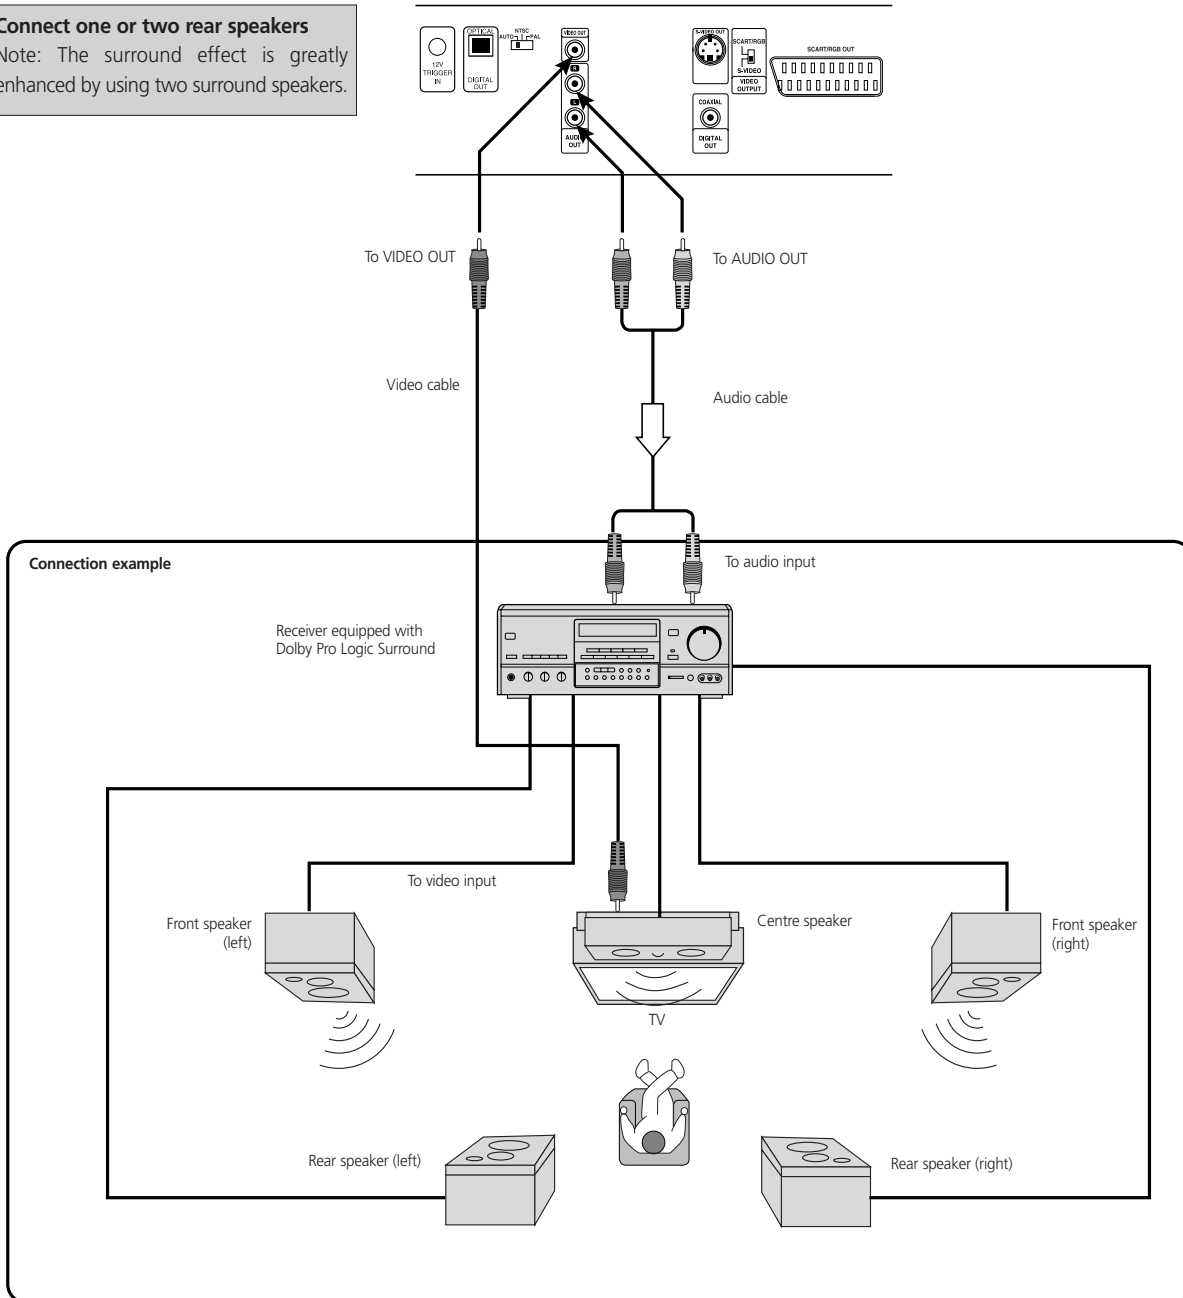 Connect one or two rear speakers
Note: The surround effect is greatly
enhanced by using two surround speakers.
12V
TRIGGER
IN
OPTICAL
DIGITAL
OUT
NTSC
AUTO PAL
VIDEO OUT
R
L
AUDIO
OUT
S-VIDEO OUT
COAXIAL
DIGITAL
OUT
SCART/RGB
S-VIDEO
VIDEO
OUTPUT
SCART/RGB OUT
To VIDEO OUT
To AUDIO OUT
Video cable
Audio cable
Connection example
To audio input
Receiver equipped with
Dolby Pro Logic Surround
To video input
Front speaker
(left)
Centre speaker
Front speaker
(right)
TV
Rear speaker (left)
Rear speaker (right)